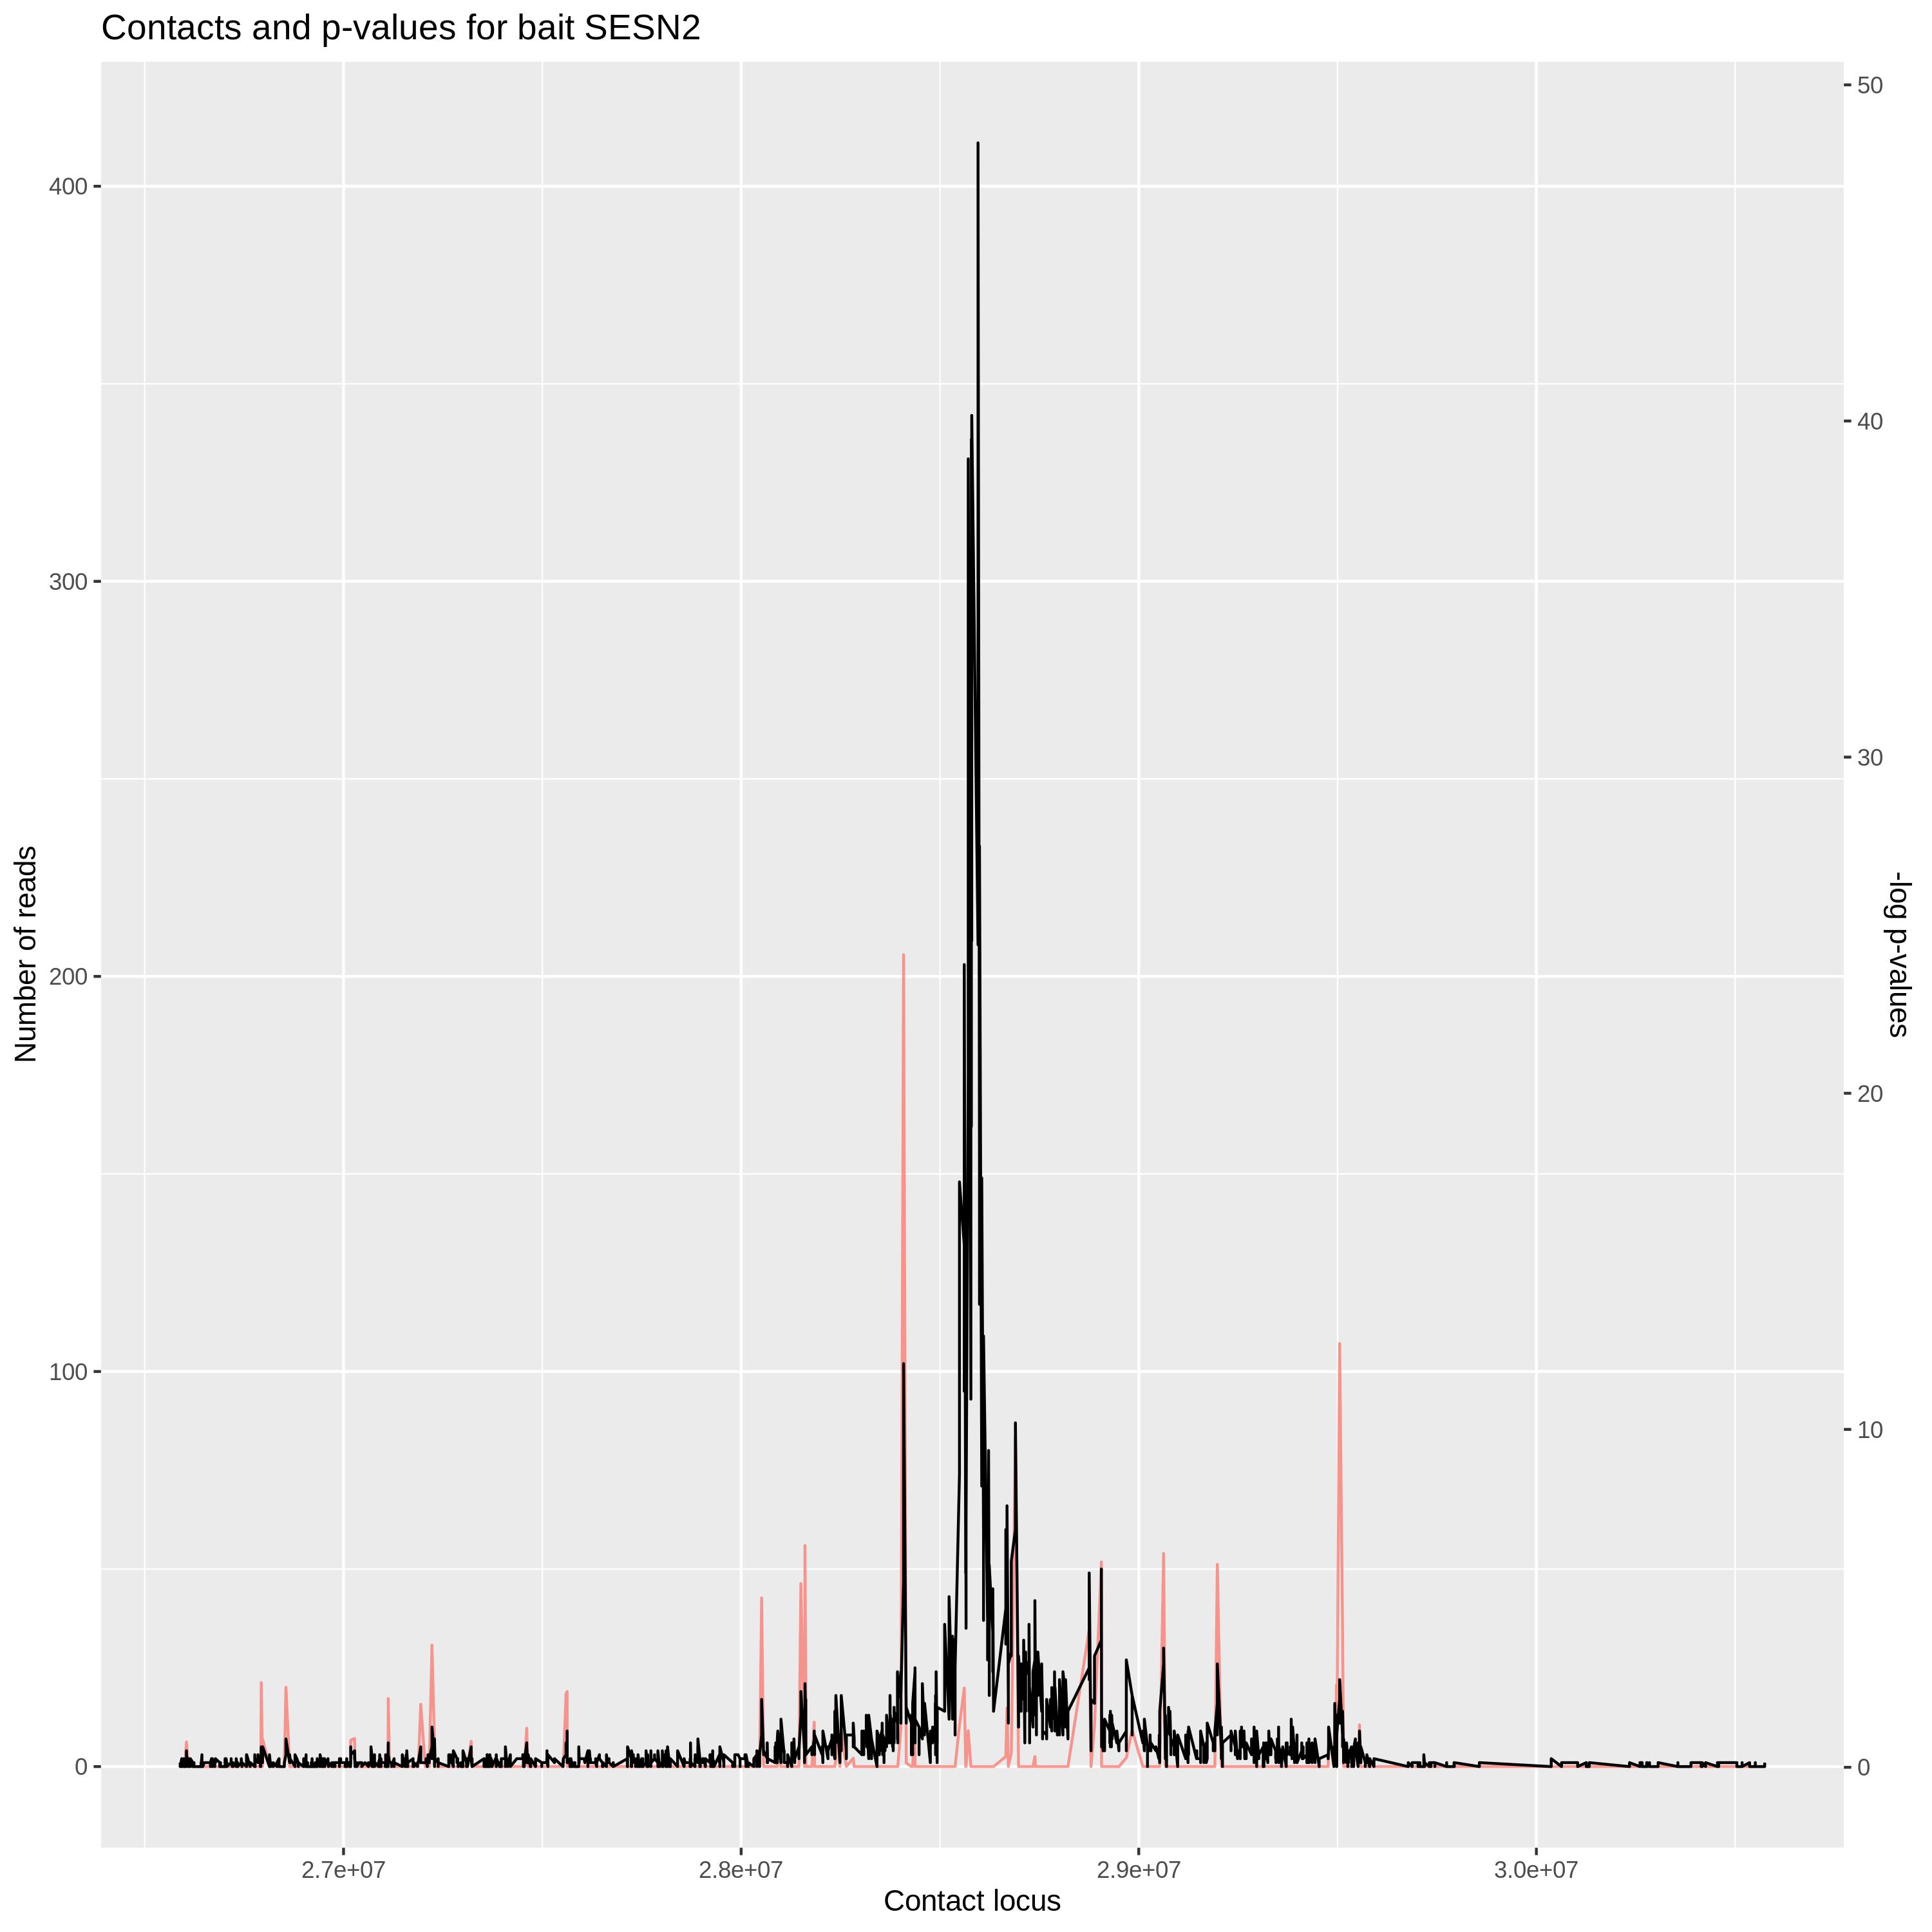 Contacts and p-values for bait SESN2
Number of reads
400
300
200
100
0
50
40
30
20
10
0
-log p-values
2.7e+07
2.8e+07
2.9e+07
3.0e+07
Contact locus